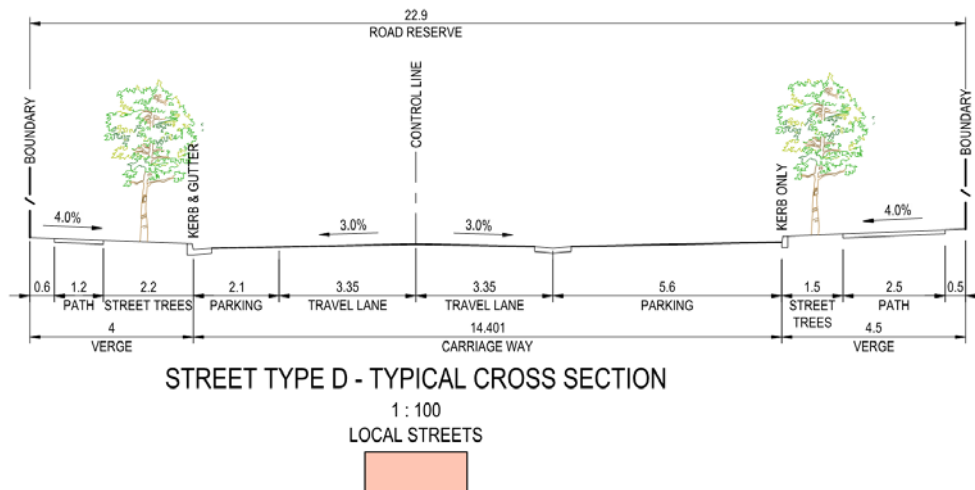 22.9
ROAD RESERVE
BOUNDARY
KERB & GUTTER
CONTROL LINE
KERB ONLY
BOUNDARY
4.0%
3.0%
3.0%
4.0%
0.6 1.2 2.2 2.1 3.35 3.35 5.6 1.5 2.5 0.5
PATH STREET TREES PARKING TRAVEL LANE TRAVEL LANE PARKING STREET TREES PATH
4 14.401 4.5
VERGE CARRIAGE WAY VERGE
STREET TYPE D - TYPICAL CROSS SECTION
1 : 100
LOCAL STREETS